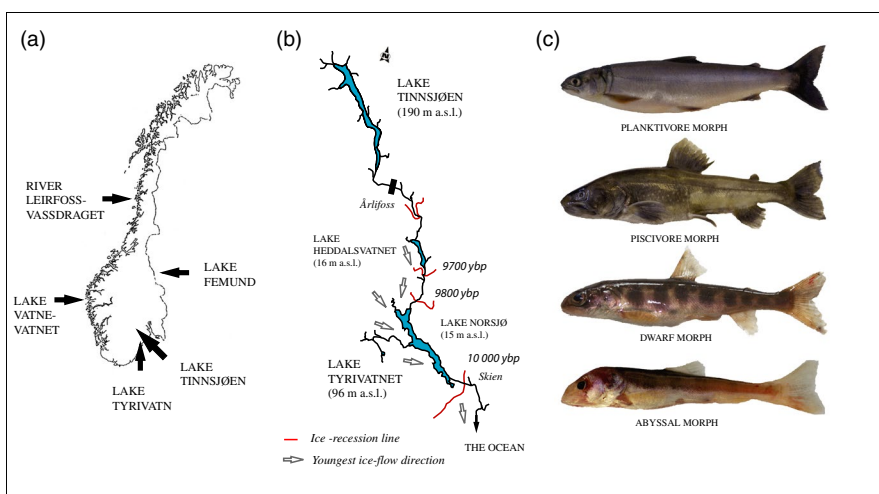 (a)
RIVER
LEIRFOSS-
VASSDRAGET
LAKE
FEMUND
LAKE
VATNE-
VATNET
LAKE
TINNSJØEN
LAKE
TYRIVATN
(b)
N
LAKE
TINNSJØEN
(190 m a.s.l.)
Årlifoss
LAKE
HEDDALSVATNET
(16 m a.s.l.)
9700 ybp
9800 ybp
LAKE NORSJØ
(15 m a.s.l.)
LAKE
TYRIVATNET
(96 m a.s.l.)
10 000 ybp
Skien
THE OCEAN
Ice -recession line
Youngest ice-flow direction
(c)
PLANKTIVORE MORPH
PISCIVORE MORPH
DWARF MORPH
ABYSSAL MORPH